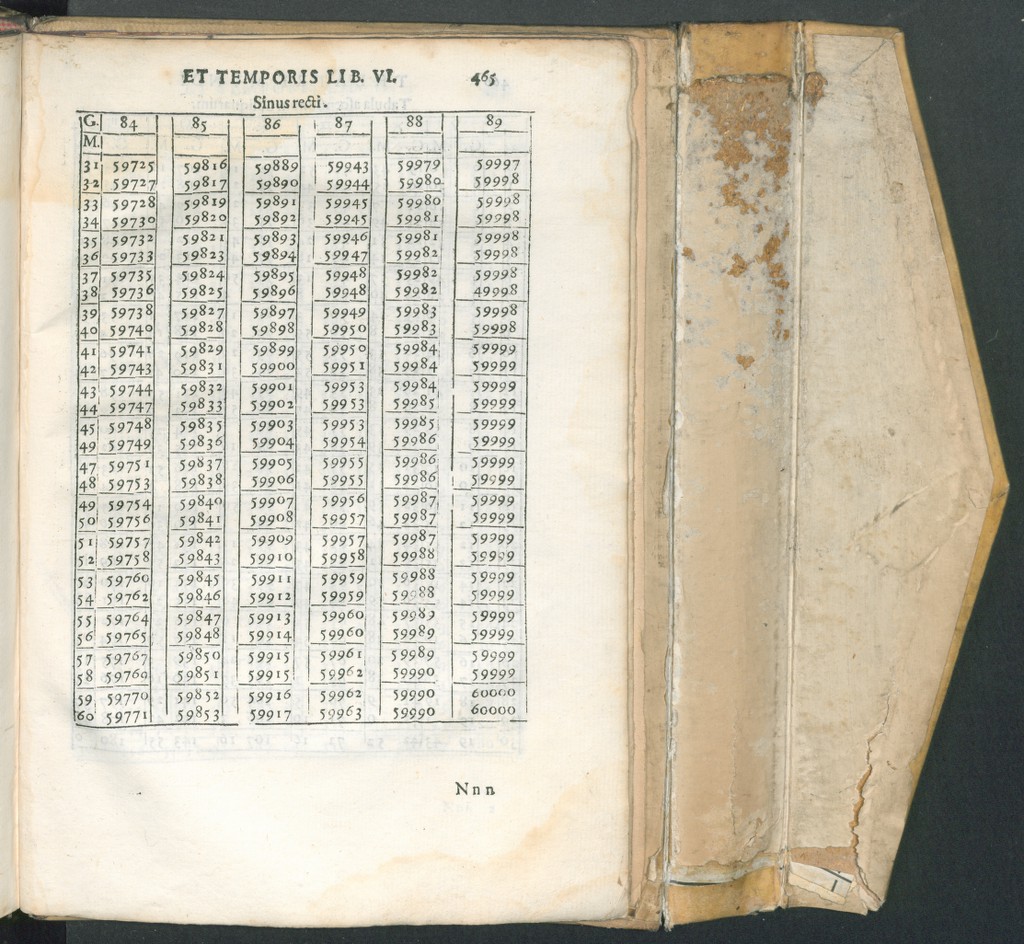 ET TEMPORIS LIB. VI. 465
Sinus recti.
G. 84 85 86 87 88 89
M.
31 59725 59816 59889 59943 59979 59997
32 59727 59817 59890 59944 59980 59998
33 59728 59819 59891 59945 59980 59998
34 59730 59820 59892 59945 59981 59998
35 59732 59821 59893 59946 59981 59998
36 59733 59823 59894 59947 59982 59998
37 59735 59824 59895 59948 59982 59998
38 59736 59825 59896 59948 59982 49998
39 59738 59827 59897 59949 59983 59998
40 59740 59828 59898 59950 59983 59998
41 59741 59829 59899 59950 59984 59999
42 59743 59831 59900 59951 59984 59999
43 59744 59832 59901 59953 59984 59999
44 59747 59833 59902 59953 59985 59999
45 59748 59835 59903 59953 59985 59999
49 59749 59836 59904 59954 59986 59999
47 59751 59837 59905 59955 59986 59999
48 59753 59838 59906 59955 59986 59999
49 59754 59840 59907 59956 59987 59999
50 59756 59841 59908 59957 59987 59999
51 59757 59842 59909 59957 59987 59999
52 59758 59843 59910 59958 59988 59999
53 59760 59845 59911 59959 59988 59999
54 59762 59846 59912 59959 59988 59999
55 59764 59847 59913 59960 59989 59999
56 59765 59848 59914 59960 59989 59999
57 59767 59850 59915 59961 59989 59999
58 59769 59851 59915 59962 59990 59999
59 59770 59852 59916 59962 59990 60000
60 59771 59853 59917 59963 59990 60000
Nnn